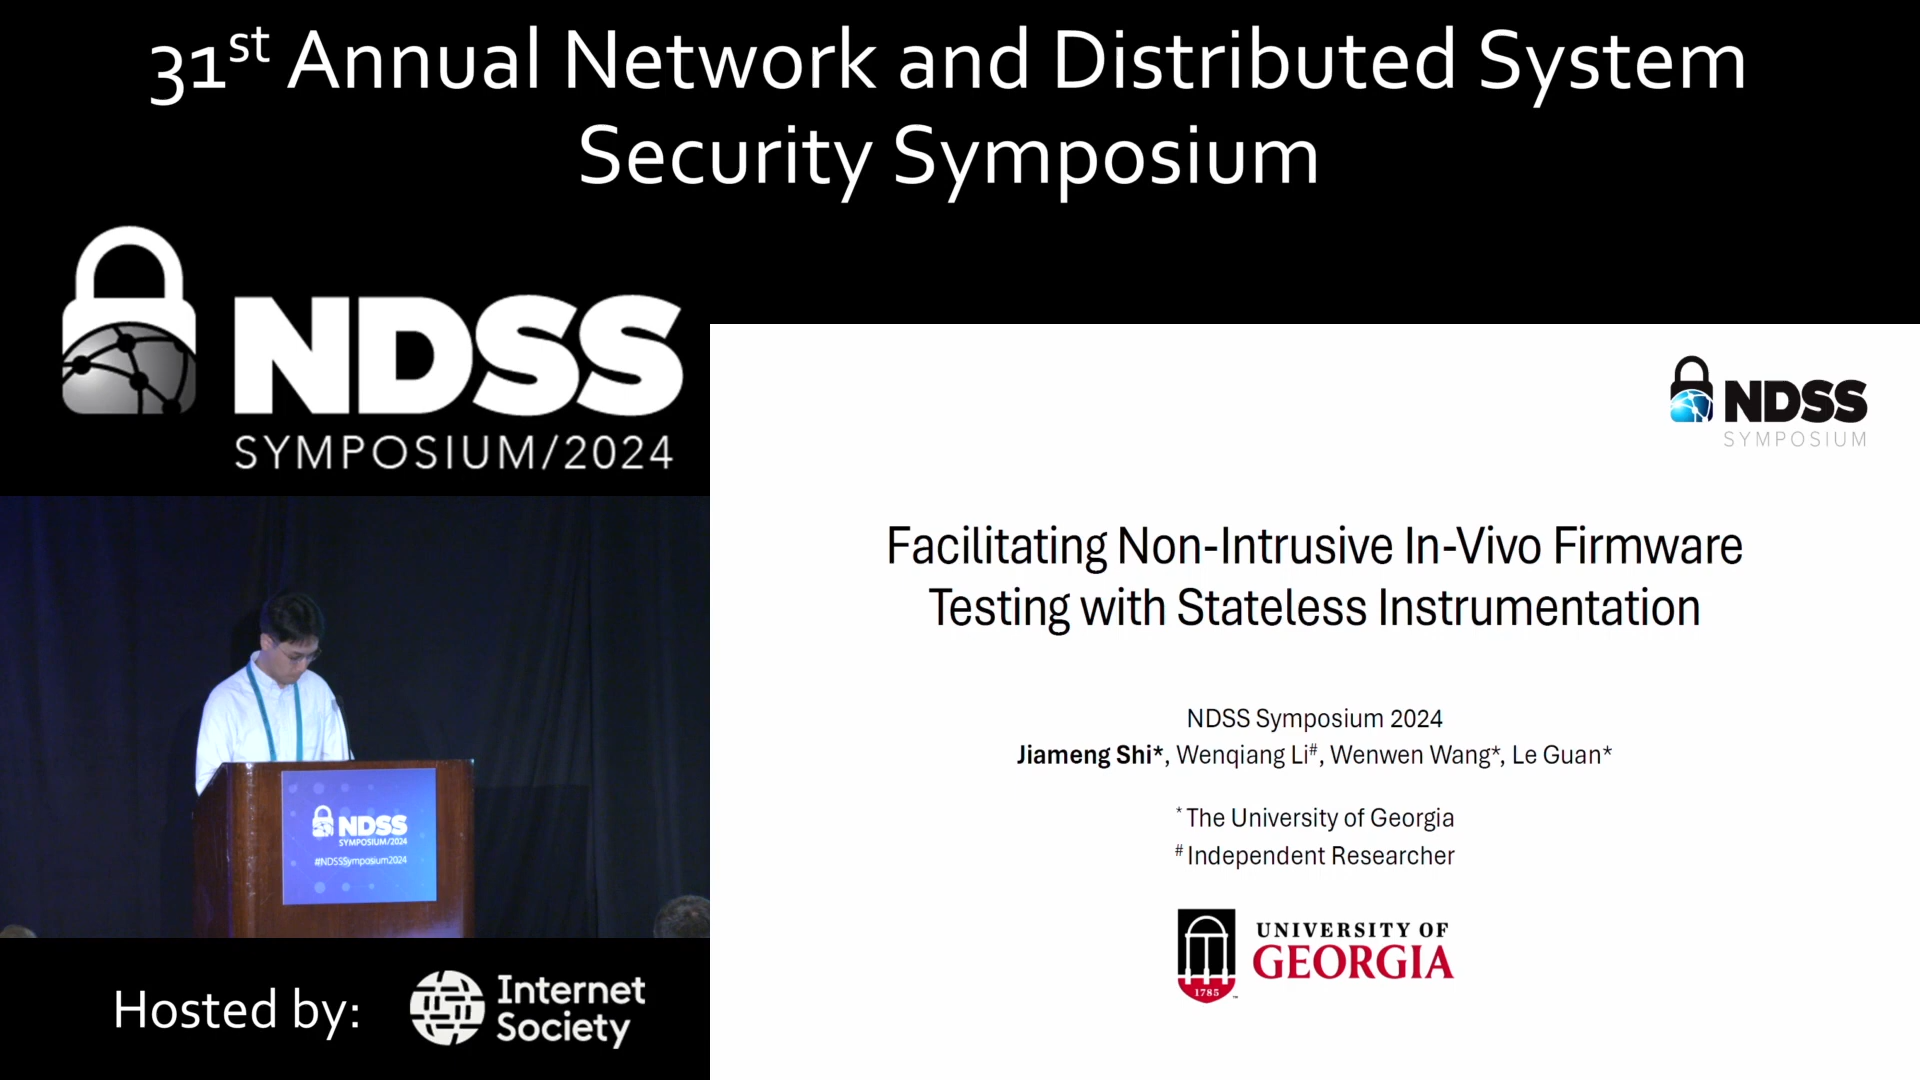 31st Annual Network and Distributed System
Security Symposium
NDSS
SYMPOSIUM/2024
NDSS
SYMPOSIUM
Facilitating Non-Intrusive In-Vivo Firmware
Testing with Stateless Instrumentation
NDSS Symposium 2024
Jiameng Shi*, Wenqiang Li#, Wenwen Wang*, Le Guan*
* The University of Georgia
# Independent Researcher
UNIVERSITY OF
GEORGIA
1785
NDSS
SYMPOSIUM/2024
#NDSSSymposium2024
Hosted by:
Internet
Society